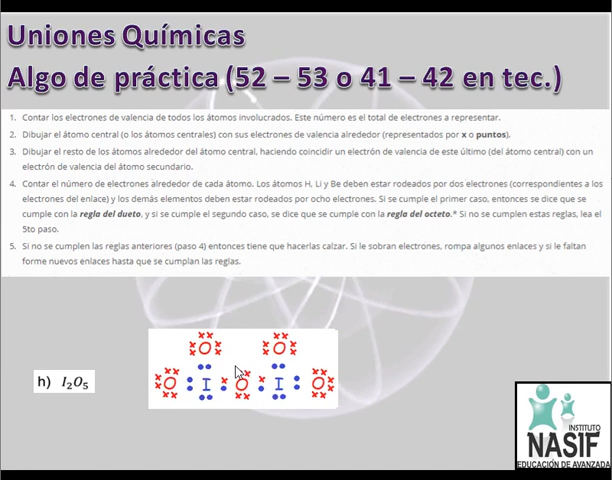 Uniones Químicas
Algo de práctica (52 – 53 o 41 – 42 en tec.)
1. Contar los electrones de valencia de todos los átomos involucrados. Este número es el total de electrones a representar.
2. Dibujar el átomo central (o los átomos centrales) con sus electrones de valencia alrededor (representados por x o puntos).
3. Dibujar el resto de los átomos alrededor del átomo central, haciendo coincidir un electrón de valencia de este último (del átomo central) con un
electrón de valencia del átomo secundario.
4. Contar el número de electrones alrededor de cada átomo. Los átomos H, Li y Be deben estar rodeados por dos electrones (correspondientes a los
electrones del enlace) y los demás elementos deben estar rodeados por ocho electrones. Si se cumple el primer caso, entonces se dice que se
cumple con la regla del dueto, y si se cumple el segundo caso, se dice que se cumple con la regla del octeto.* Si no se cumplen estas reglas, lea el
5to paso.
5. Si no se cumplen las reglas anteriores (paso 4) entonces tiene que hacerlas calzar. Si le sobran electrones, rompa algunos enlaces y si le faltan
forme nuevos enlaces hasta que se cumplan las reglas.
O O
h) I₂O₅
O I O I O
INSTITUTO
NASIF
EDUCACIÓN DE AVANZADA